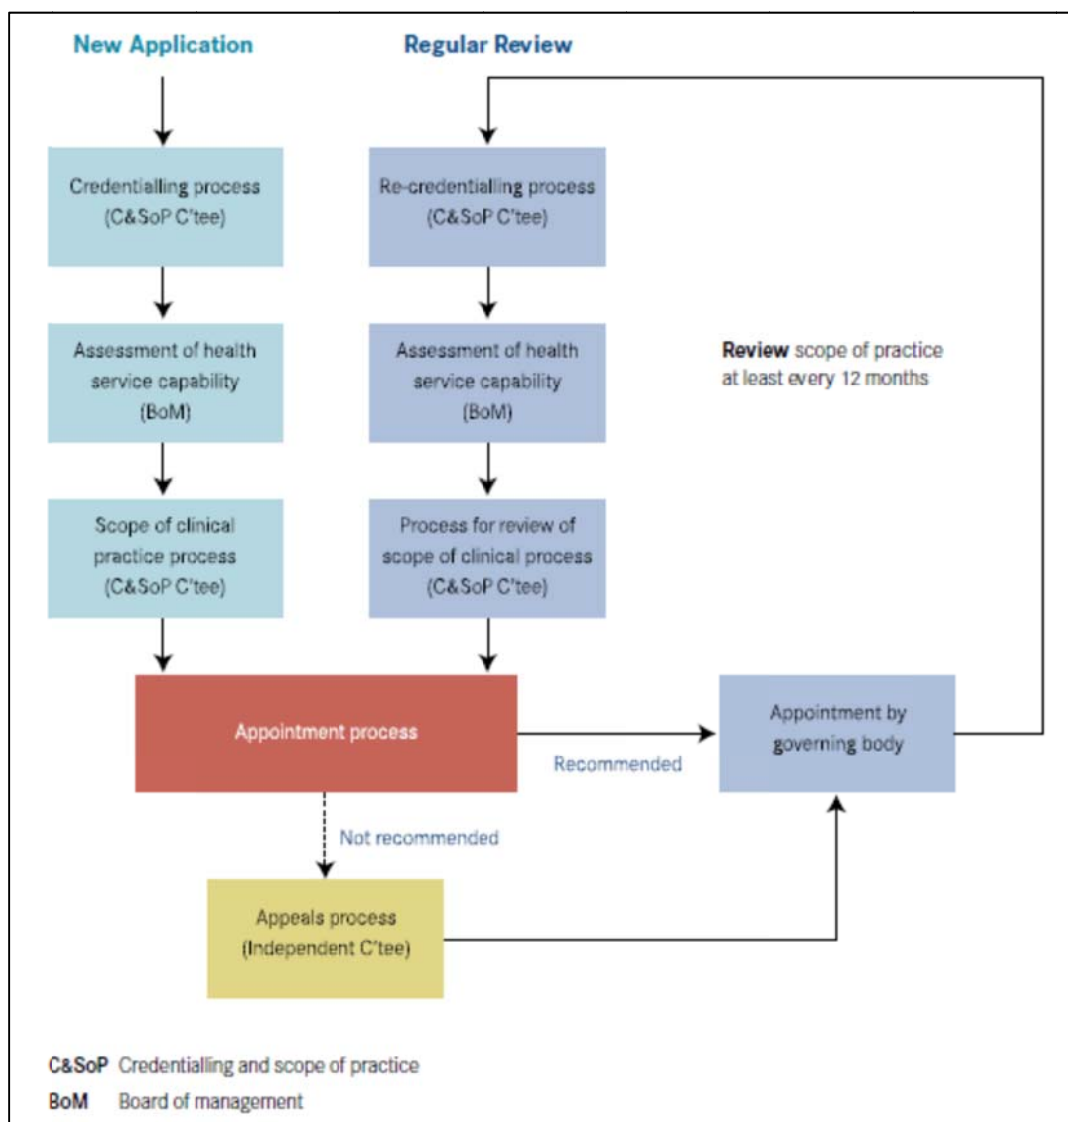 New Application
Regular Review
Credentialling process
(C&SoP C'tee)
Re-credentialling process
(C&SoP C'tee)
Assessment of health
service capability
(BoM)
Assessment of health
service capability
(BoM)
Review scope of practice
at least every 12 months
Scope of clinical
practice process
(C&SoP C'tee)
Process for review of
scope of clinical process
(C&SoP C'tee)
Appointment process
Recommended
Appointment by
governing body
Not recommended
Appeals process
(Independent C'tee)
C&SoP Credentialling and scope of practice
BoM Board of management